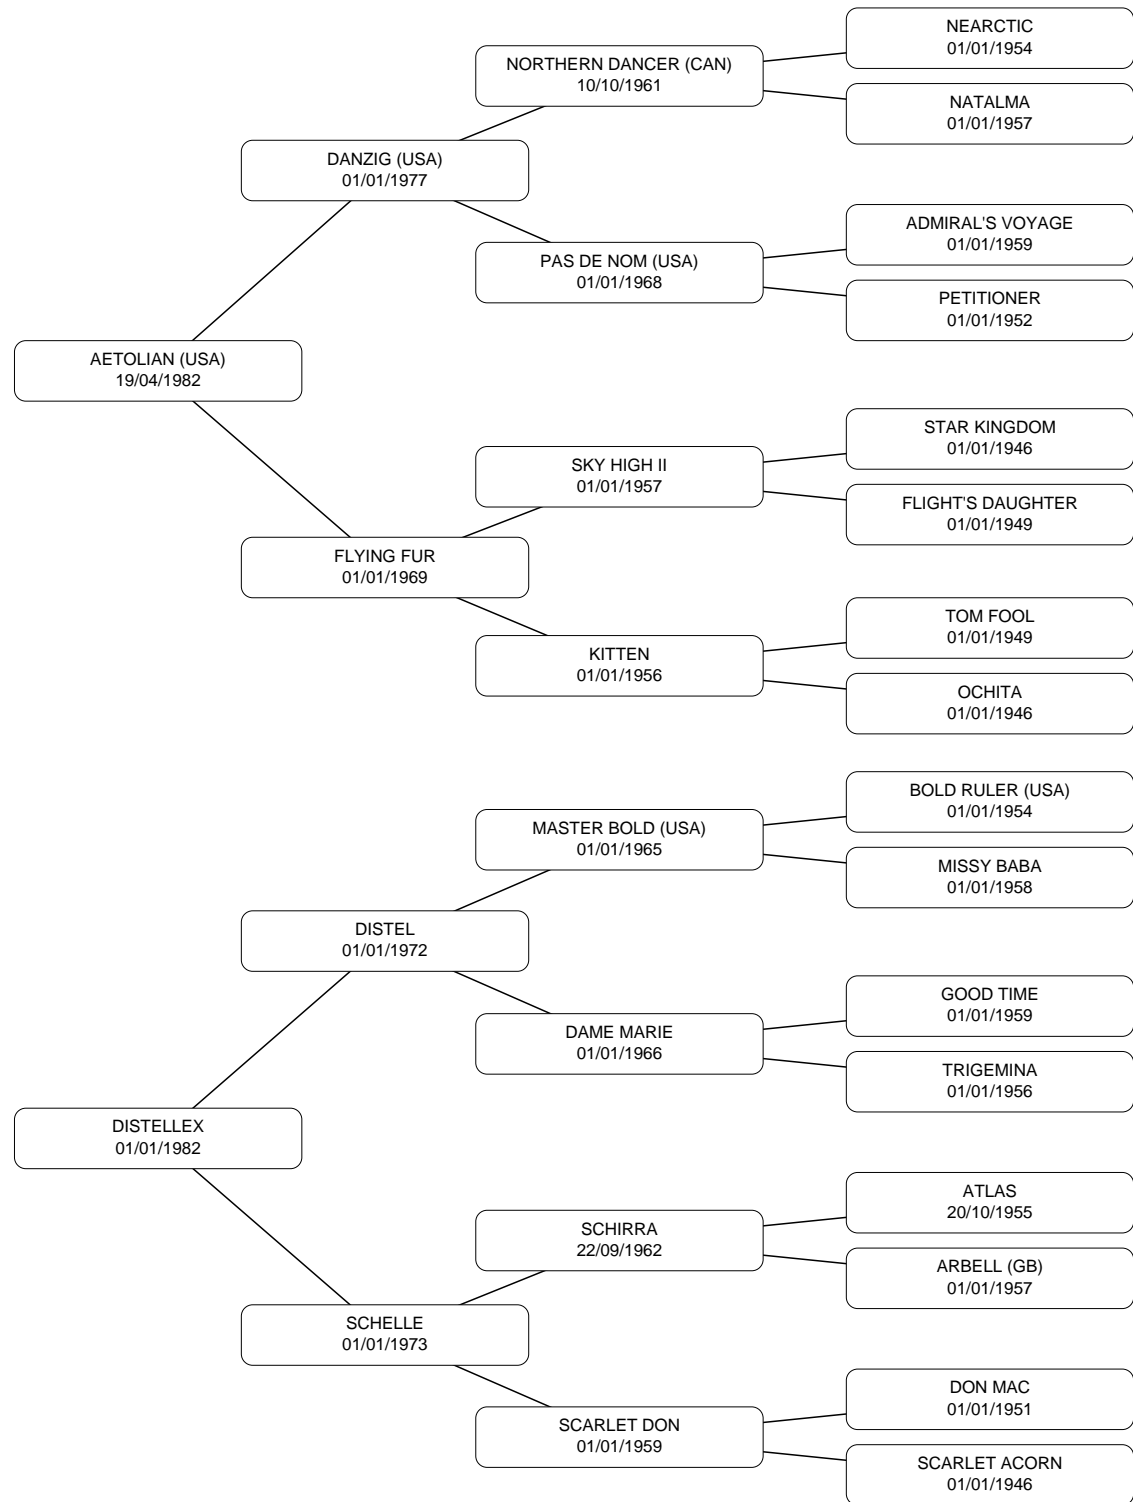 NEARCTIC
01/01/1954
NORTHERN DANCER (CAN)
10/10/1961
NATALMA
01/01/1957
DANZIG (USA)
01/01/1977
ADMIRAL'S VOYAGE
01/01/1959
PAS DE NOM (USA)
01/01/1968
PETITIONER
01/01/1952
AETOLIAN (USA)
19/04/1982
STAR KINGDOM
01/01/1946
SKY HIGH II
01/01/1957
FLIGHT'S DAUGHTER
01/01/1949
FLYING FUR
01/01/1969
TOM FOOL
01/01/1949
KITTEN
01/01/1956
OCHITA
01/01/1946
BOLD RULER (USA)
01/01/1954
MASTER BOLD (USA)
01/01/1965
MISSY BABA
01/01/1958
DISTEL
01/01/1972
GOOD TIME
01/01/1959
DAME MARIE
01/01/1966
TRIGEMINA
01/01/1956
DISTELLEX
01/01/1982
ATLAS
20/10/1955
SCHIRRA
22/09/1962
ARBELL (GB)
01/01/1957
SCHELLE
01/01/1973
DON MAC
01/01/1951
SCARLET DON
01/01/1959
SCARLET ACORN
01/01/1946